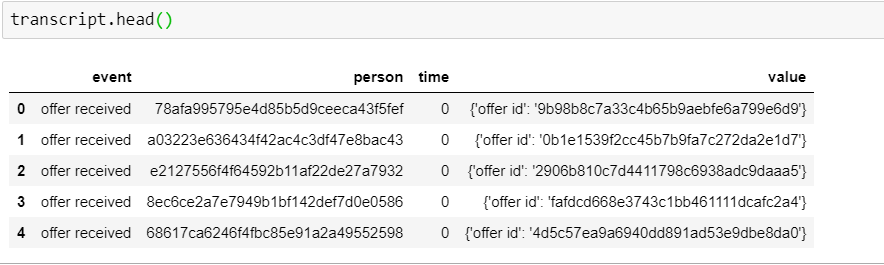 transcript.head()
event person time value
0 offer received 78afa995795e4d85b5d9ceeca43f5fef 0 {'offer id': '9b98b8c7a33c4b65b9aebfe6a799e6d9'}
1 offer received a03223e636434f42ac4c3df47e8bac43 0 {'offer id': '0b1e1539f2cc45b7b9fa7c272da2e1d7'}
2 offer received e2127556f4f64592b11af22de27a7932 0 {'offer id': '2906b810c7d4411798c6938adc9daaa5'}
3 offer received 8ec6ce2a7e7949b1bf142def7d0e0586 0 {'offer id': 'fafdcd668e3743c1bb461111dcafc2a4'}
4 offer received 68617ca6246f4fbc85e91a2a49552598 0 {'offer id': '4d5c57ea9a6940dd891ad53e9dbe8da0'}